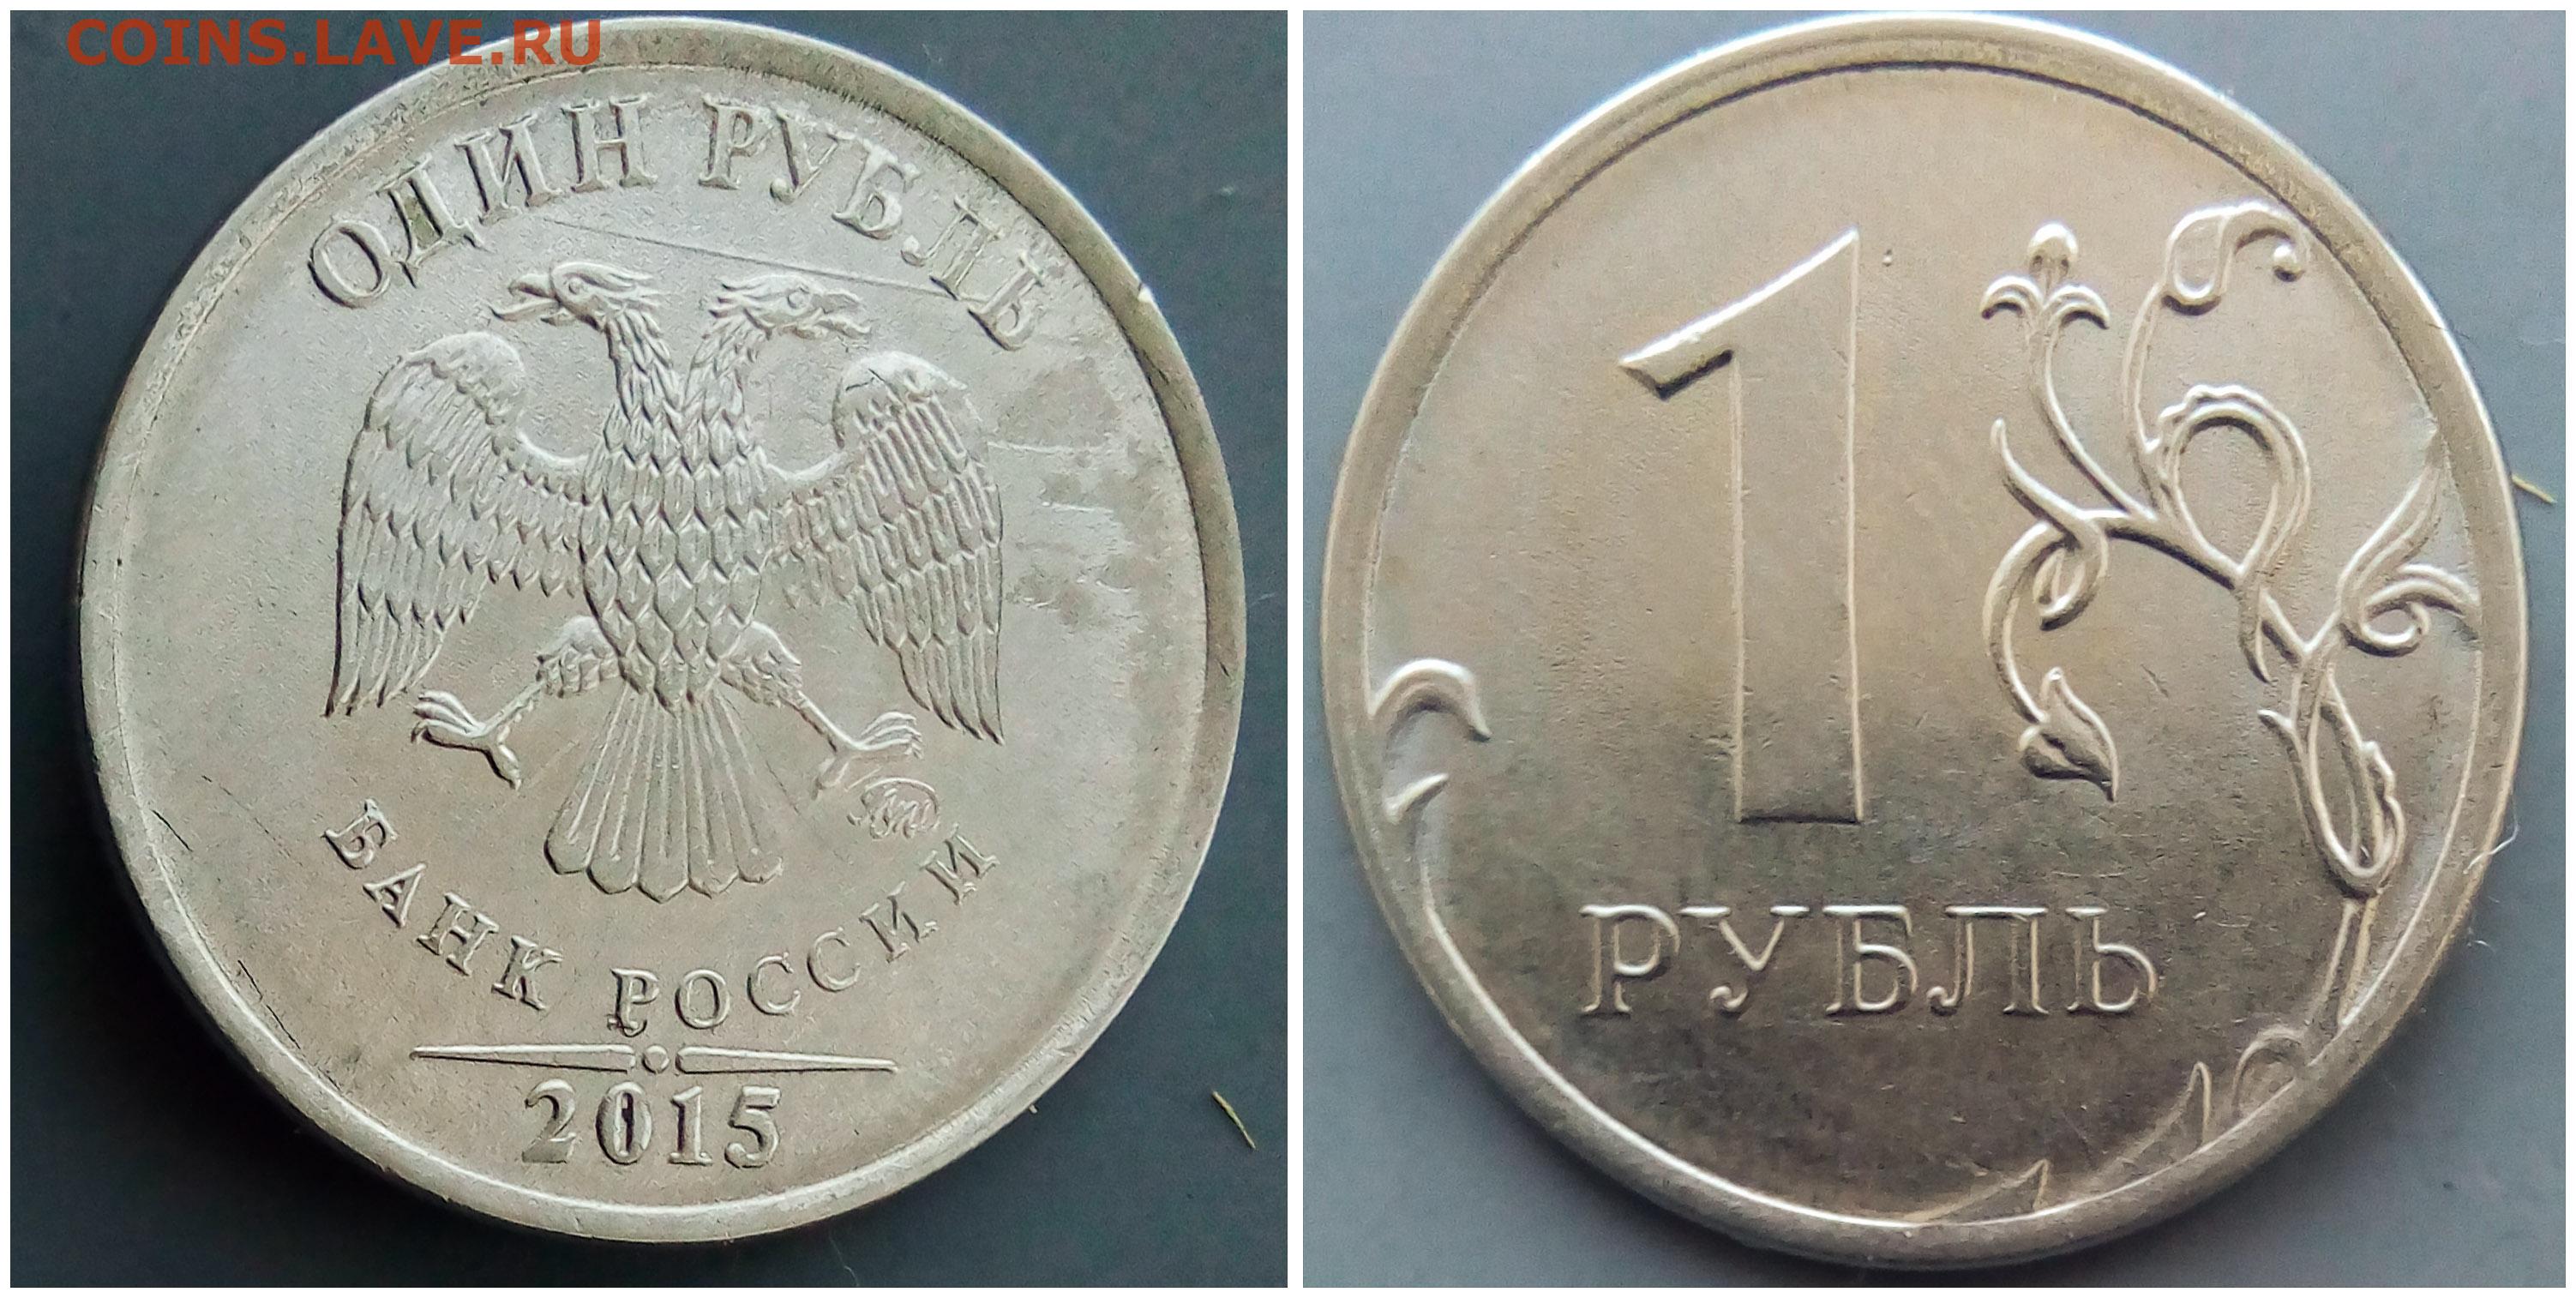 COINS.LAVE.RU
ОДИН РУБЛЬ
БАНК РОССИИ
2015
1
РУБЛЬ